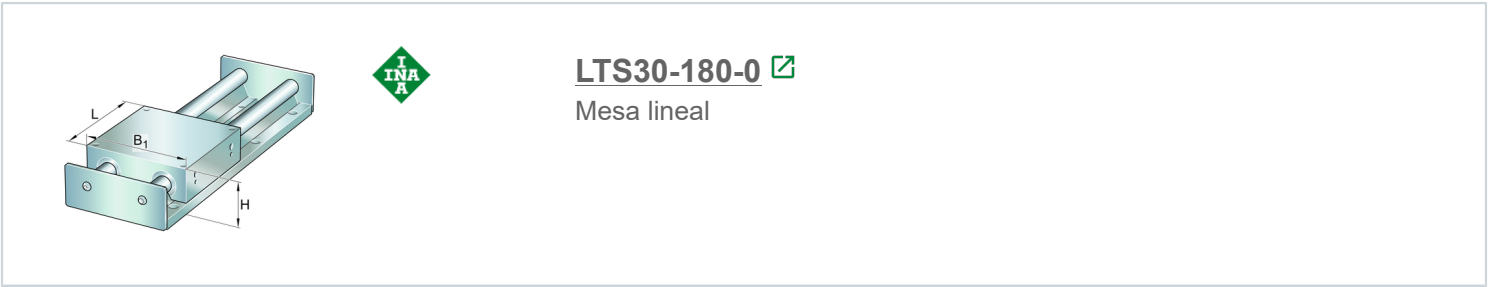 L
B1
H
I
INA
A
LTS30-180-0
Mesa lineal